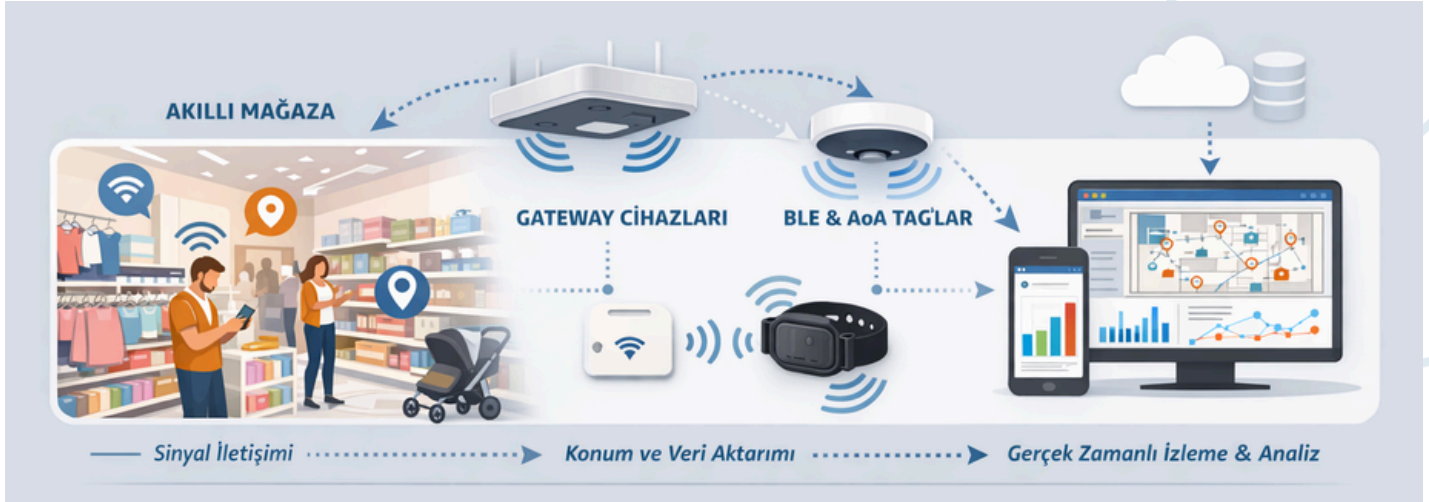 AKILLI MAĞAZA
GATEWAY CİHAZLARI
BLE & AoA TAG'LAR
Sinyal İletişimi
Konum ve Veri Aktarımı
Gerçek Zamanlı İzleme & Analiz